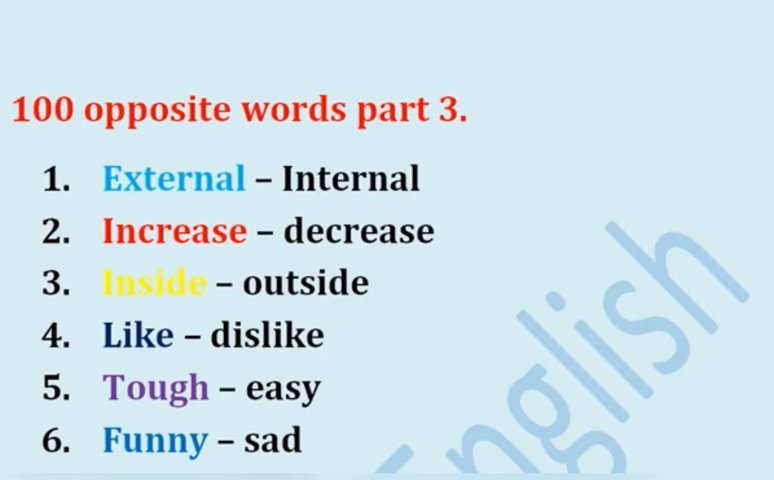 100 opposite words part 3.
1. External – Internal
2. Increase – decrease
3. Inside – outside
4. Like – dislike
5. Tough – easy
6. Funny – sad
English